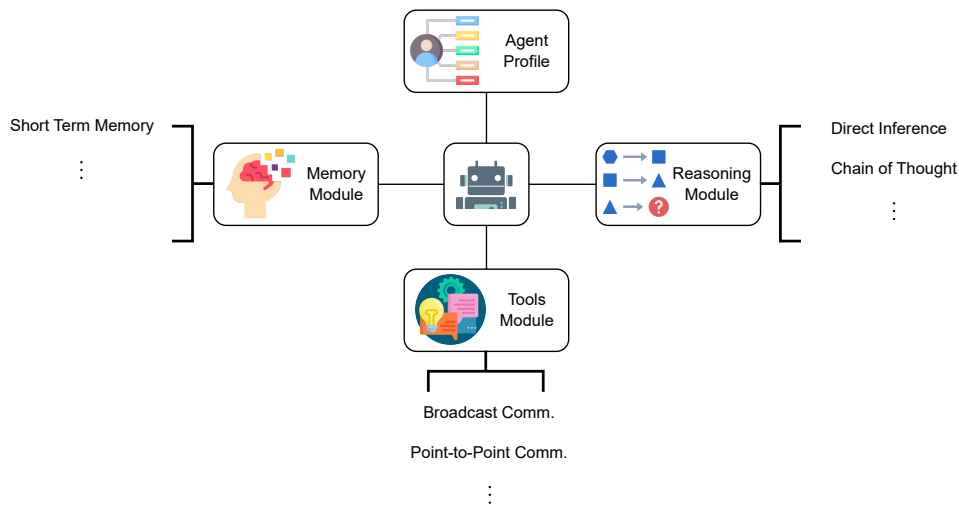 Agent
Profile
Short Term Memory
⋮
Memory
Module
Reasoning
Module
?
Direct Inference
Chain of Thought
⋮
Tools
Module
Broadcast Comm.
Point-to-Point Comm.
⋮